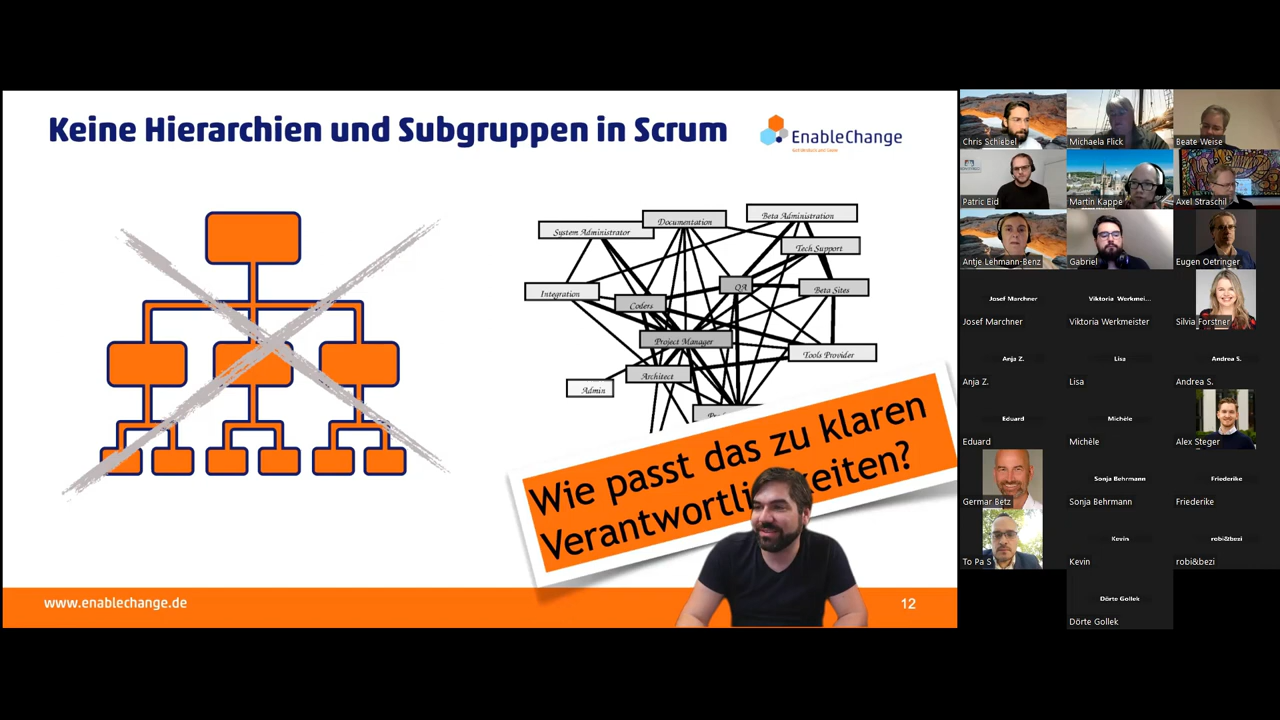 Keine Hierarchien und Subgruppen in Scrum
EnableChange
System Administrator
Documentation
Beta Administration
Tech Support
Integration
Coders
QA
Beta Sites
Project Manager
Tools Provider
Architect
Admin
Wie passt das zu klaren
www.enablechange.de
12
Chris Schiebel
Michaela Flick
Beate Weise
Patric Eid
Martin Kappe
Axel Straschil
Antje Lehmann-Benz
Gabriel
Eugen Oetringer
Josef Marchner
Viktoria Werkmei...
Josef Marchner
Viktoria Werkmeister
Silvia Forstner
Anja Z.
Lisa
Andrea S.
Anja Z.
Lisa
Andrea S.
Eduard
Michèle
Eduard
Michèle
Alex Steger
Sonja Behrmann
Friederike
Germar Betz
Sonja Behrmann
Friederike
Kevin
robi&bezi
To Pa S
Kevin
robi&bezi
Dörte Gollek
Dörte Gollek